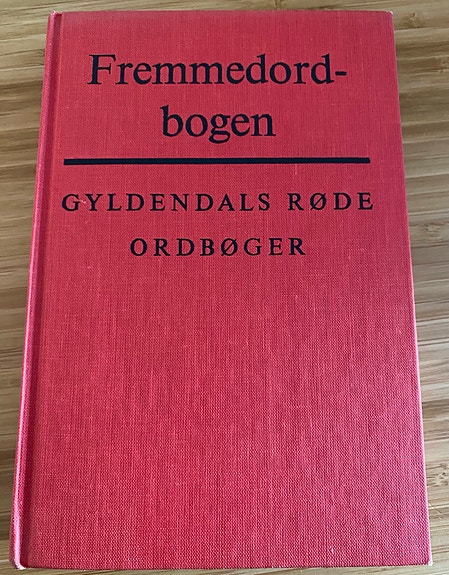 Fremmedord-
bogen
GYLDENDALS RØDE
ORDBØGER